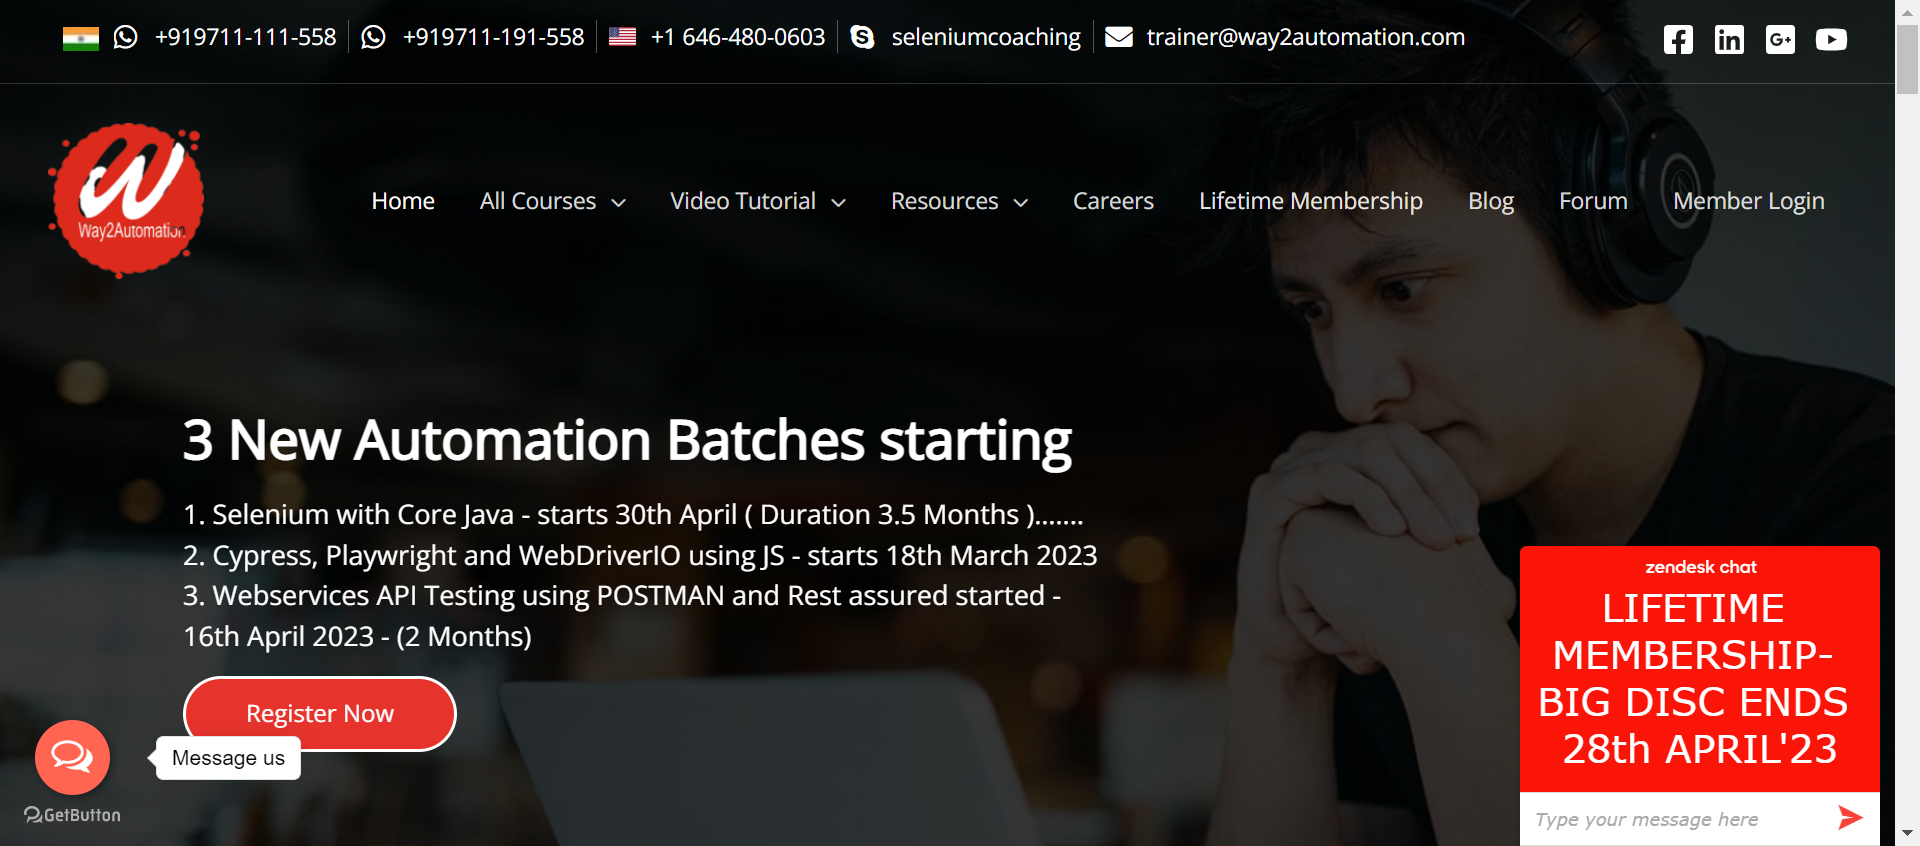 +919711-111-558
+919711-191-558
+1 646-480-0603
seleniumcoaching
trainer@way2automation.com
Way2Automation
Home
All Courses
Video Tutorial
Resources
Careers
Lifetime Membership
Blog
Forum
Member Login
3 New Automation Batches starting
1. Selenium with Core Java - starts 30th April ( Duration 3.5 Months ).......
2. Cypress, Playwright and WebDriverIO using JS - starts 18th March 2023
3. Webservices API Testing using POSTMAN and Rest assured started -
16th April 2023 - (2 Months)
Register Now
Message us
GetButton
zendesk chat
LIFETIME
MEMBERSHIP-
BIG DISC ENDS
28th APRIL'23
Type your message here